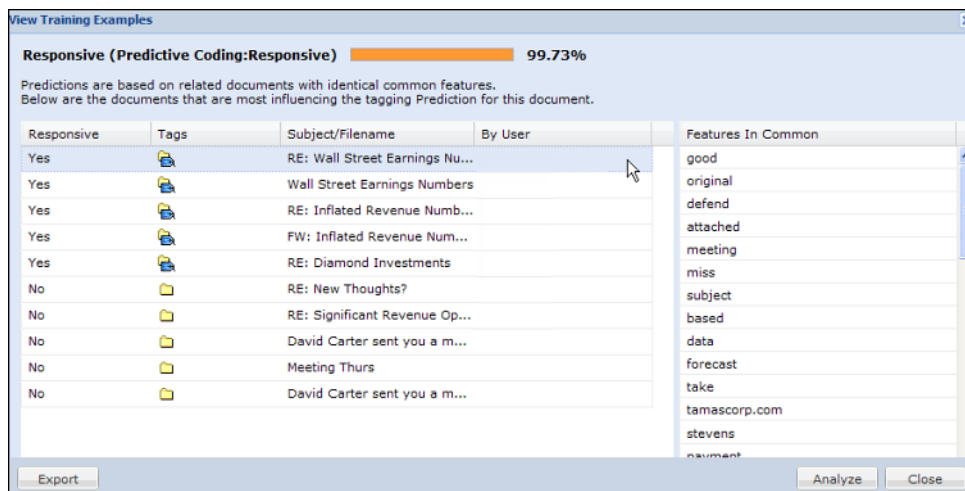 View Training Examples
Responsive (Predictive Coding:Responsive) 99.73%
Predictions are based on related documents with identical common features.
Below are the documents that are most influencing the tagging Prediction for this document.
Responsive Tags Subject/Filename By User
Yes RE: Wall Street Earnings Nu...
Yes Wall Street Earnings Numbers
Yes RE: Inflated Revenue Numb...
Yes FW: Inflated Revenue Num...
Yes RE: Diamond Investments
No RE: New Thoughts?
No RE: Significant Revenue Op...
No David Carter sent you a m...
No Meeting Thurs
No David Carter sent you a m...
Features In Common
good
original
defend
attached
meeting
miss
subject
based
data
forecast
take
tamascorp.com
stevens
payment
Export Analyze Close